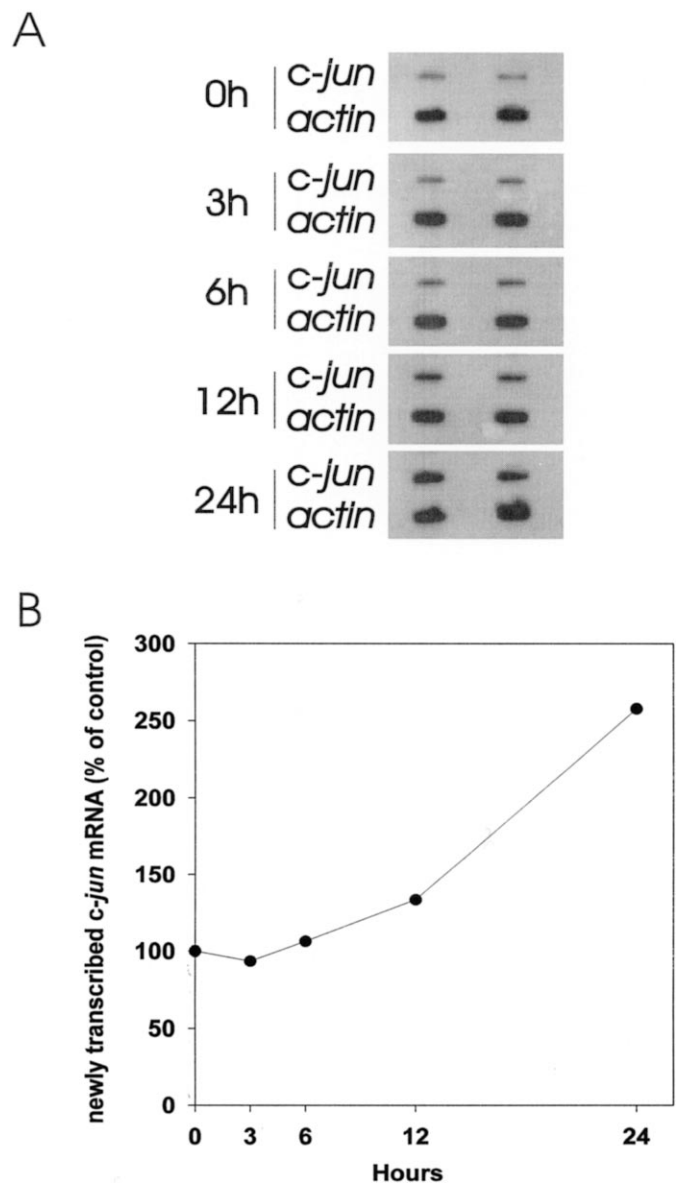 A
0h
c-jun
actin
3h
c-jun
actin
6h
c-jun
actin
12h
c-jun
actin
24h
c-jun
actin
B
newly transcribed c-jun mRNA (% of control)
300
250
200
150
100
50
0
0 3 6 12 24
Hours